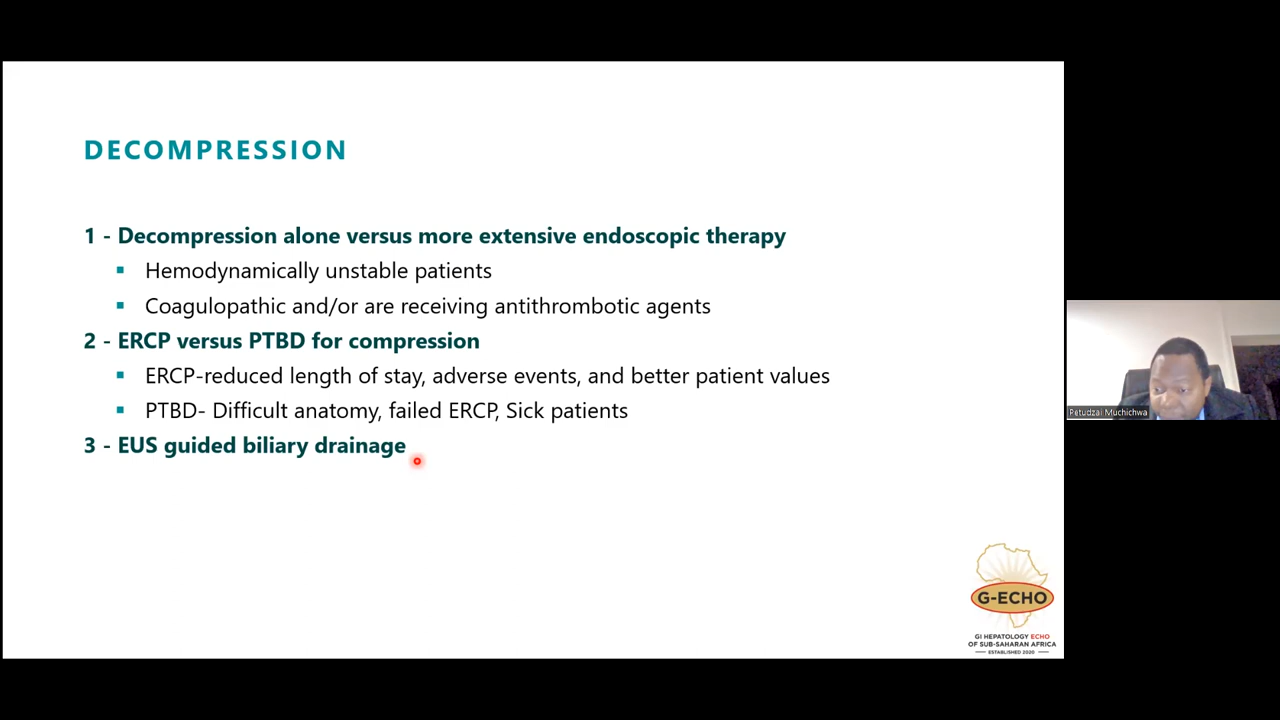 DECOMPRESSION
1 - Decompression alone versus more extensive endoscopic therapy
Hemodynamically unstable patients
Coagulopathic and/or are receiving antithrombotic agents
2 - ERCP versus PTBD for compression
ERCP-reduced length of stay, adverse events, and better patient values
PTBD- Difficult anatomy, failed ERCP, Sick patients
3 - EUS guided biliary drainage
Petudzai Muchichwa
G-ECHO
GI HEPATOLOGY ECHO
OF SUB-SAHARAN AFRICA
ESTABLISHED 2020